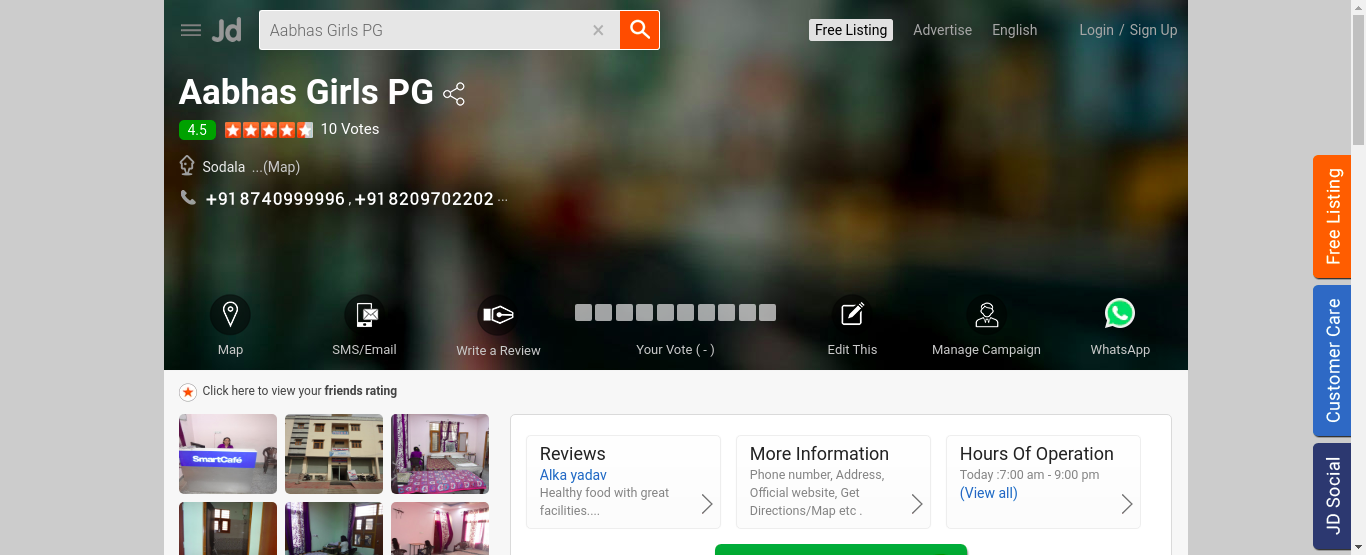 Jd
Aabhas Girls PG
Free Listing
Advertise
English
Login / Sign Up
Aabhas Girls PG
4.5
10 Votes
Sodala ...(Map)
+918740999996, +918209702202 ...
Map
SMS/Email
Write a Review
Your Vote ( - )
Edit This
Manage Campaign
WhatsApp
Click here to view your friends rating
SmartCafé
Reviews
Alka yadav
Healthy food with great
facilities....
More Information
Phone number, Address,
Official website, Get
Directions/Map etc .
Hours Of Operation
Today :7:00 am - 9:00 pm
(View all)
Free Listing
Customer Care
JD Social